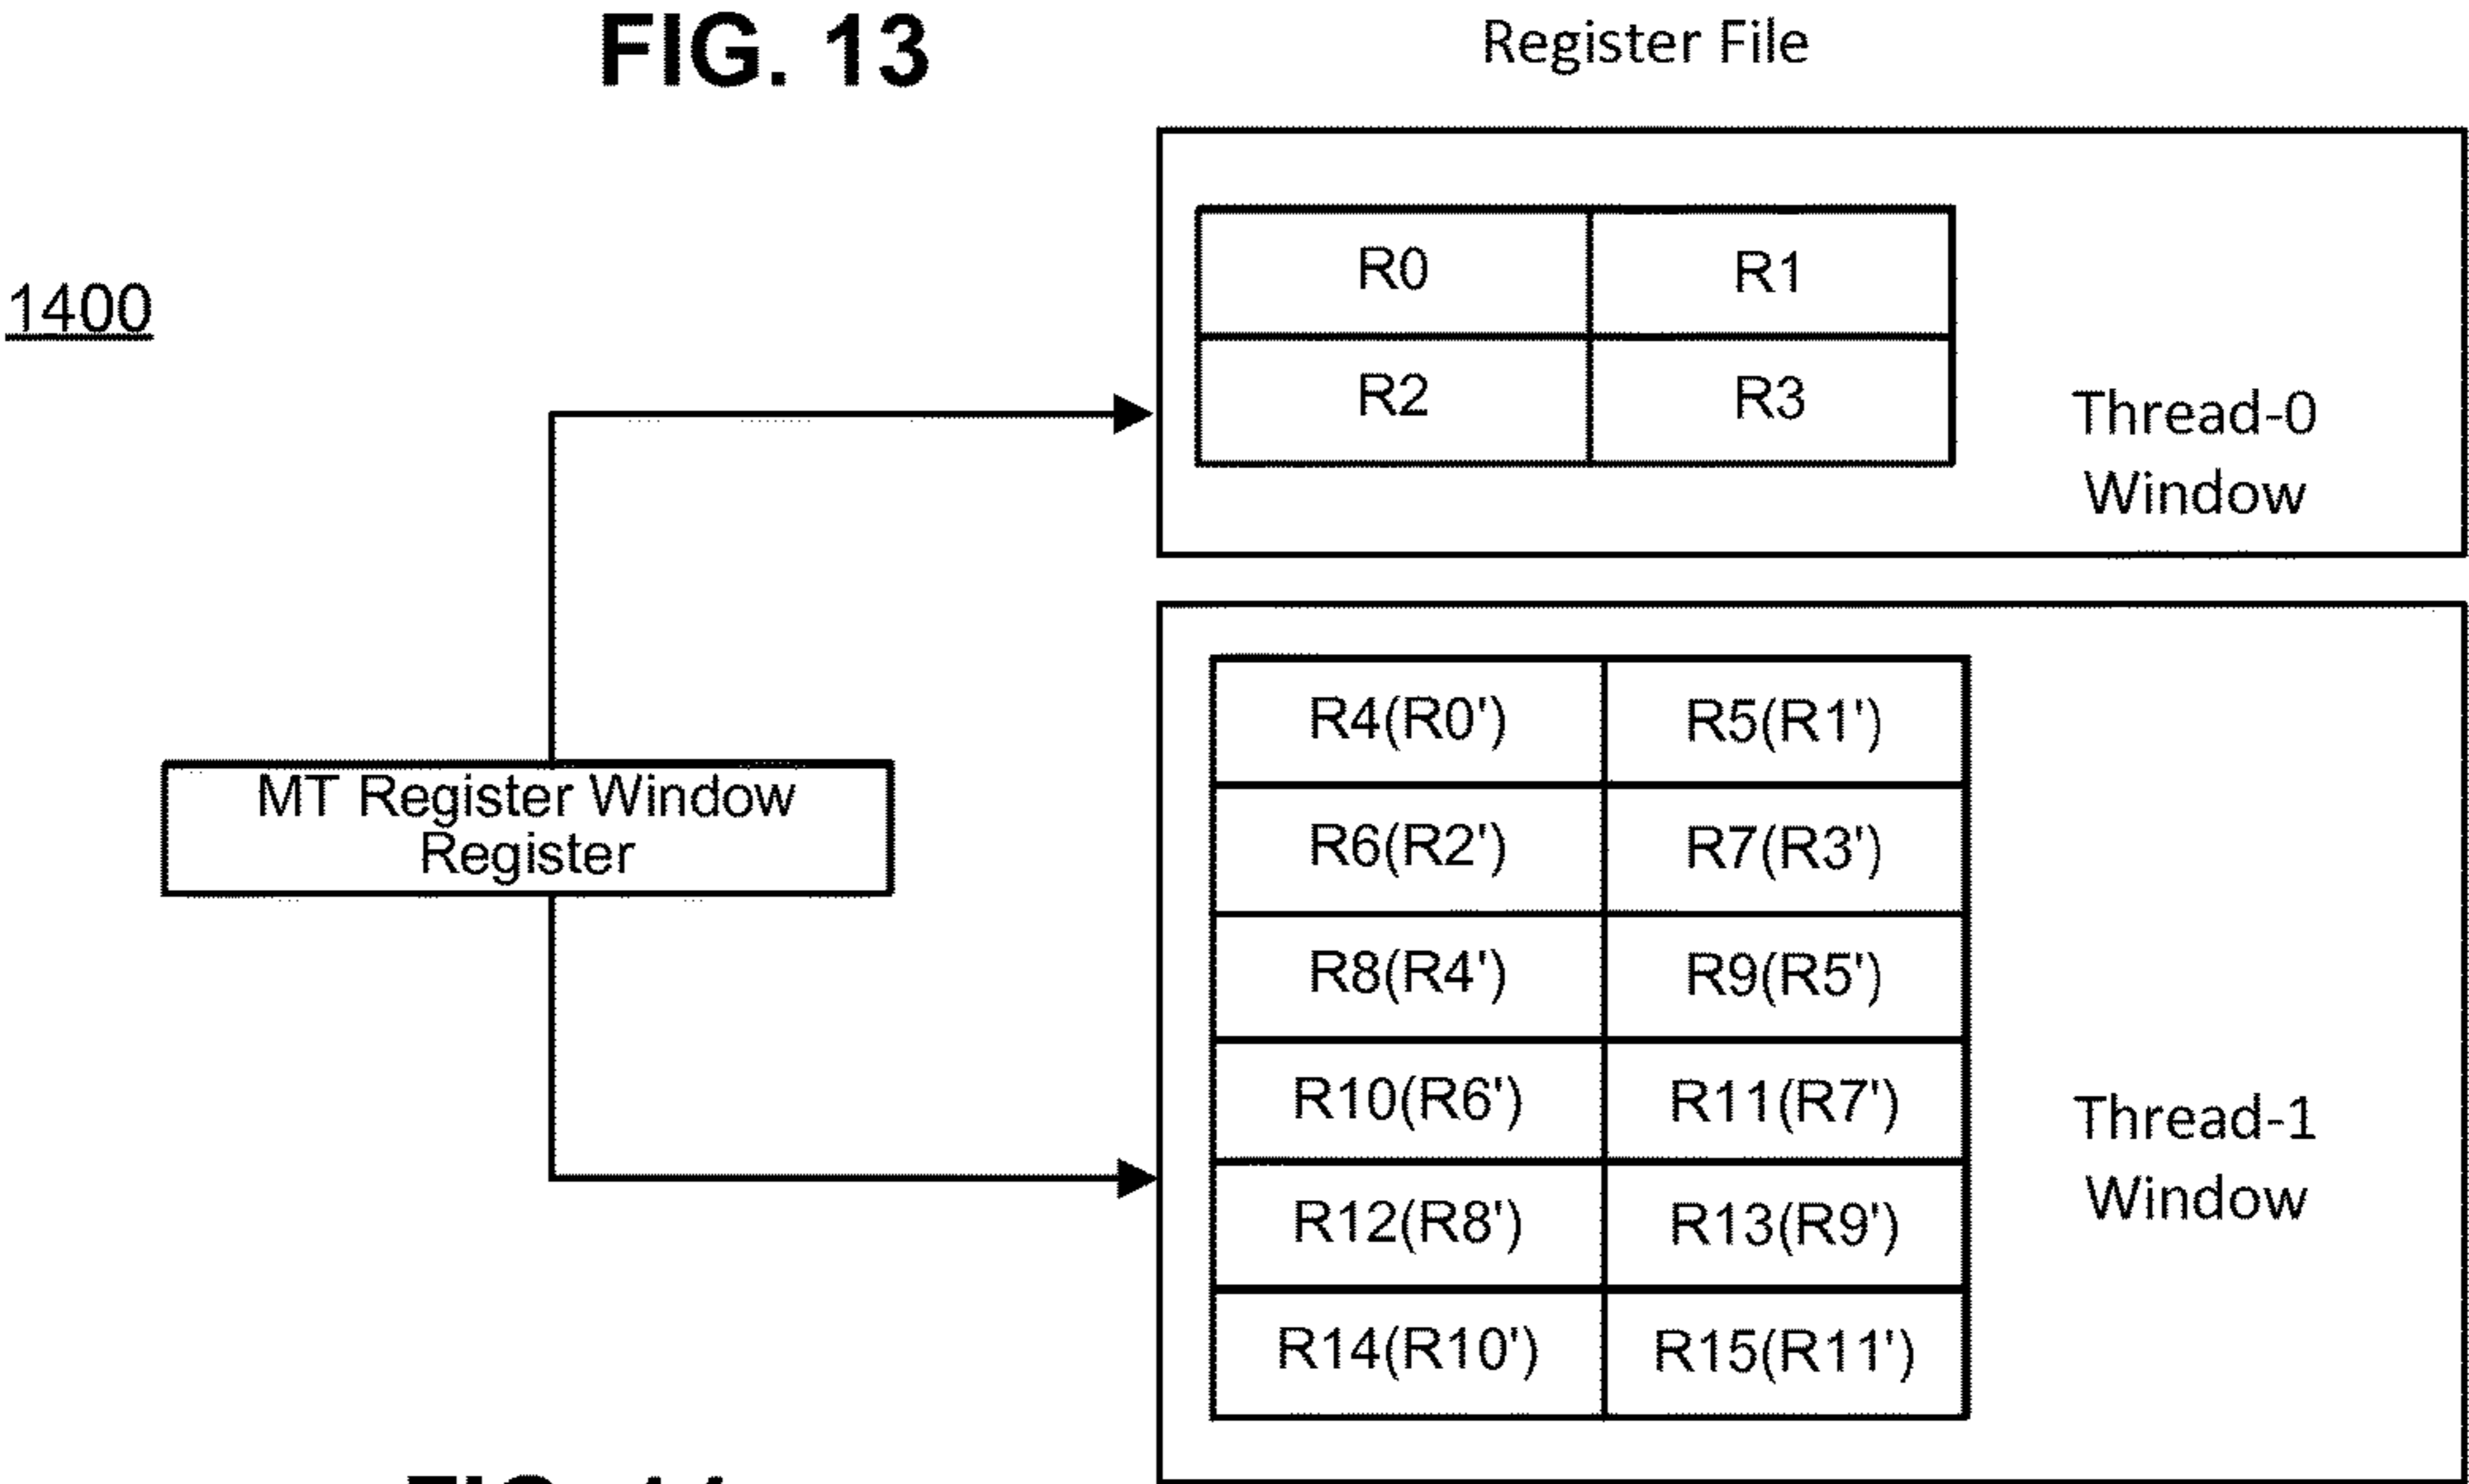 FIG. 13
Register File
1400
R0 R1
R2 R3
Thread-0
Window
MT Register Window
Register
R4(R0') R5(R1')
R6(R2') R7(R3')
R8(R4') R9(R5')
R10(R6') R11(R7')
R12(R8') R13(R9')
R14(R10') R15(R11')
Thread-1
Window